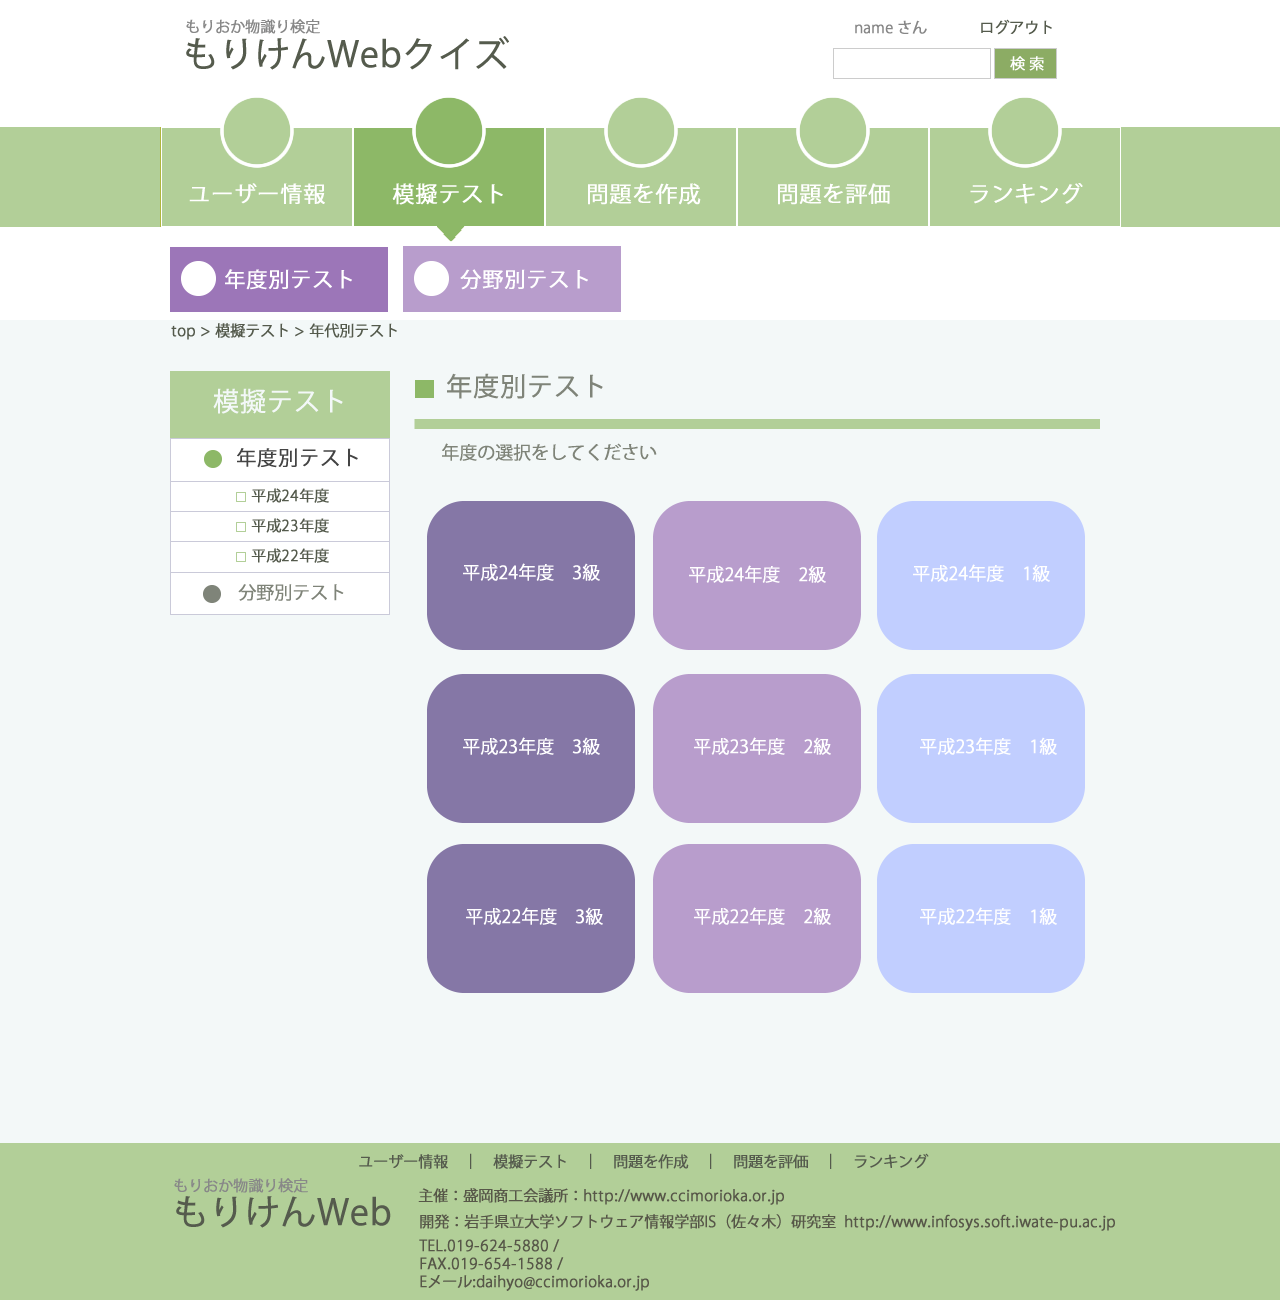 もりおか物識り検定
もりけんWebクイズ
name さん
ログアウト
検 索
ユーザー情報
模擬テスト
問題を作成
問題を評価
ランキング
年度別テスト
分野別テスト
top > 模擬テスト > 年代別テスト
模擬テスト
年度別テスト
平成24年度
平成23年度
平成22年度
分野別テスト
年度別テスト
年度の選択をしてください
平成24年度　3級
平成24年度　2級
平成24年度　1級
平成23年度　3級
平成23年度　2級
平成23年度　1級
平成22年度　3級
平成22年度　2級
平成22年度　1級
ユーザー情報 | 模擬テスト | 問題を作成 | 問題を評価 | ランキング
もりおか物識り検定
もりけんWeb
主催：盛岡商工会議所：http://www.ccimorioka.or.jp
開発：岩手県立大学ソフトウェア情報学部IS（佐々木）研究室 http://www.infosys.soft.iwate-pu.ac.jp
TEL.019-624-5880 /
FAX.019-654-1588 /
Eメール:daihyo@ccimorioka.or.jp